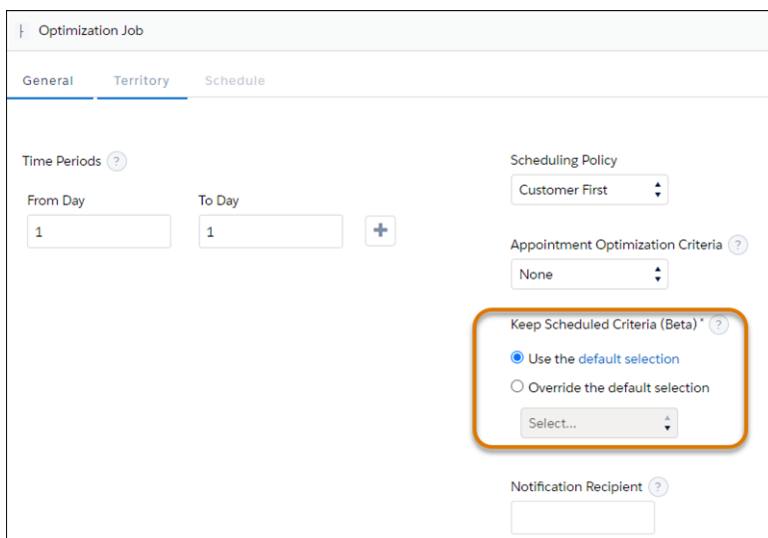 Optimization Job
General Territory Schedule
Time Periods ?
From Day To Day
1 1 +
Scheduling Policy
Customer First
Appointment Optimization Criteria ?
None
Keep Scheduled Criteria (Beta)* ?
Use the default selection
Override the default selection
Select...
Notification Recipient ?